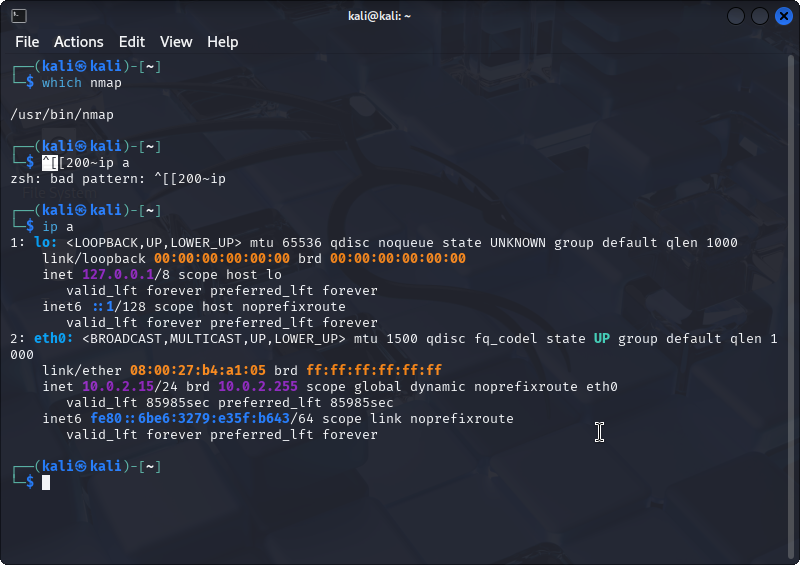 kali@kali: ~
File Actions Edit View Help
┌──(kali㉿kali)-[~]
└─$ which nmap
/usr/bin/nmap
┌──(kali㉿kali)-[~]
└─$ ^[[200~ip a
zsh: bad pattern: ^[[200~ip
File System
┌──(kali㉿kali)-[~]
└─$ ip a
1: lo: <LOOPBACK,UP,LOWER_UP> mtu 65536 qdisc noqueue state UNKNOWN group default qlen 1000
    link/loopback 00:00:00:00:00:00 brd 00:00:00:00:00:00
    inet 127.0.0.1/8 scope host lo
       valid_lft forever preferred_lft forever
    inet6 ::1/128 scope host noprefixroute
       valid_lft forever preferred_lft forever
2: eth0: <BROADCAST,MULTICAST,UP,LOWER_UP> mtu 1500 qdisc fq_codel state UP group default qlen 1
000
    link/ether 08:00:27:b4:a1:05 brd ff:ff:ff:ff:ff:ff
    inet 10.0.2.15/24 brd 10.0.2.255 scope global dynamic noprefixroute eth0
       valid_lft 85985sec preferred_lft 85985sec
    inet6 fe80::6be6:3279:e35f:b643/64 scope link noprefixroute
       valid_lft forever preferred_lft forever
┌──(kali㉿kali)-[~]
└─$